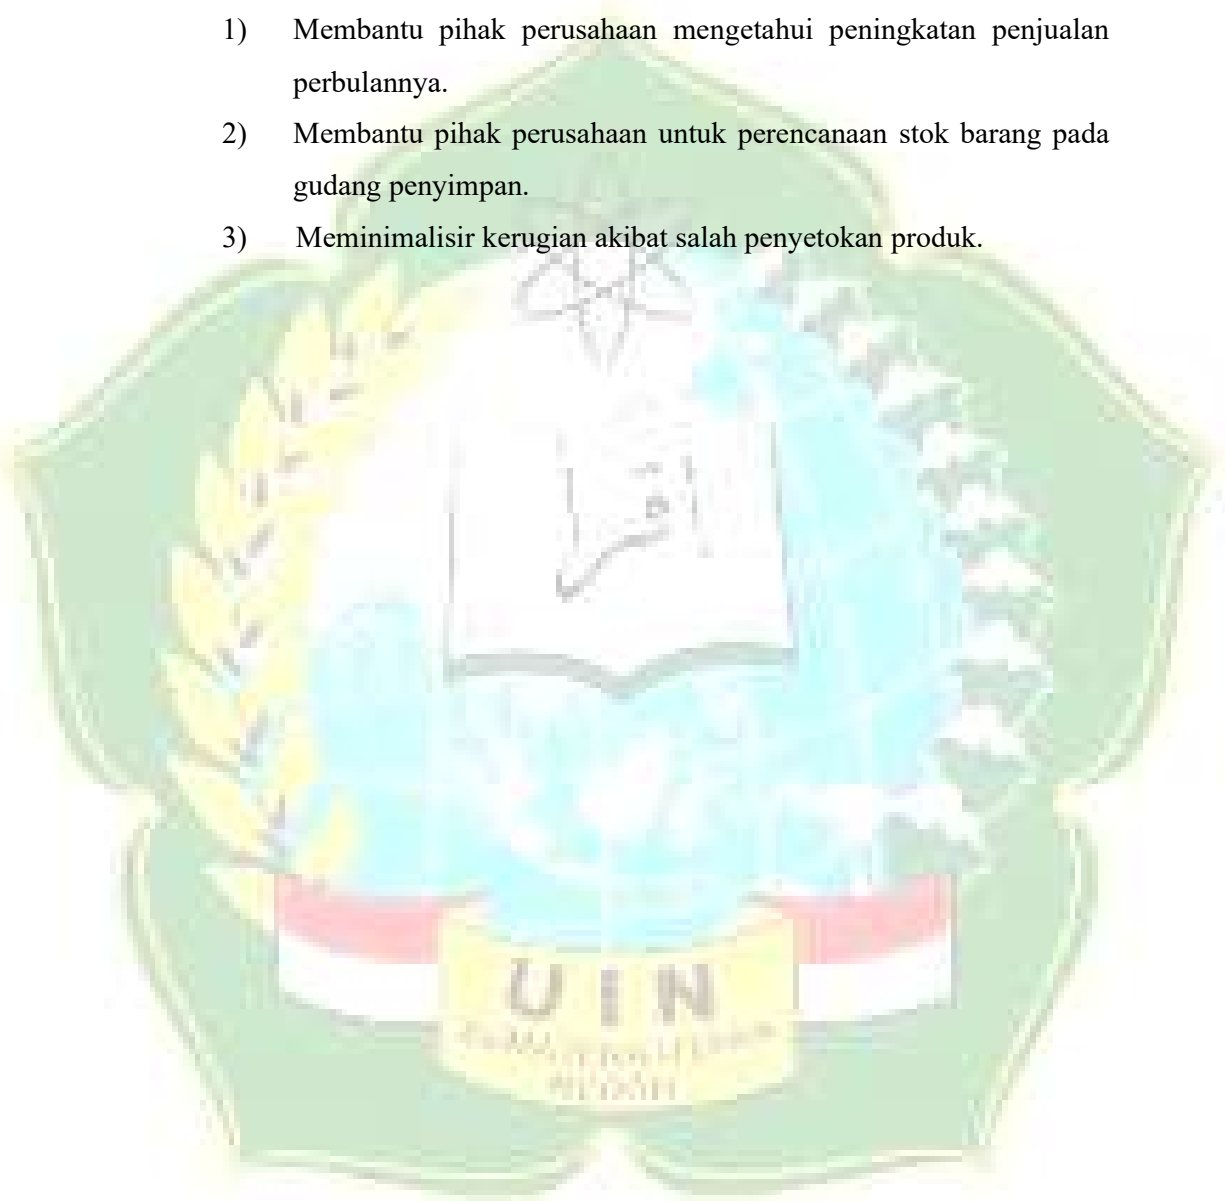 1) Membantu pihak perusahaan mengetahui peningkatan penjualan
perbulannya.
2) Membantu pihak perusahaan untuk perencanaan stok barang pada
gudang penyimpan.
3) Meminimalisir kerugian akibat salah penyetokan produk.
UIN